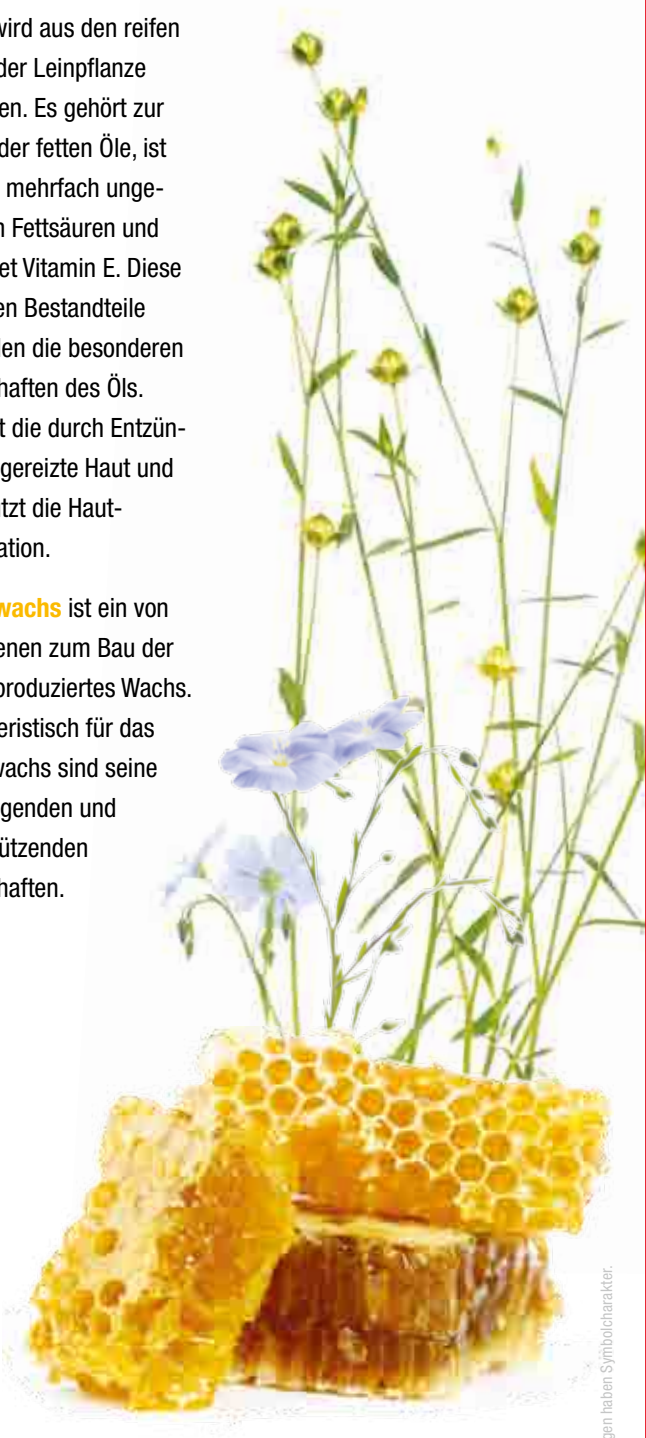 wird aus den reifen
der Leinpflanze
en. Es gehört zur
der fetten Öle, ist
mehrfach unge-
n Fettsäuren und
et Vitamin E. Diese
en Bestandteile
den die besonderen
haften des Öls.
t die durch Entzün-
gereizte Haut und
tzt die Haut-
ation.
wachs ist ein von
enen zum Bau der
produziertes Wachs.
eristisch für das
wachs sind seine
genden und
ützenden
haften.
gen haben Symbolcharakter.